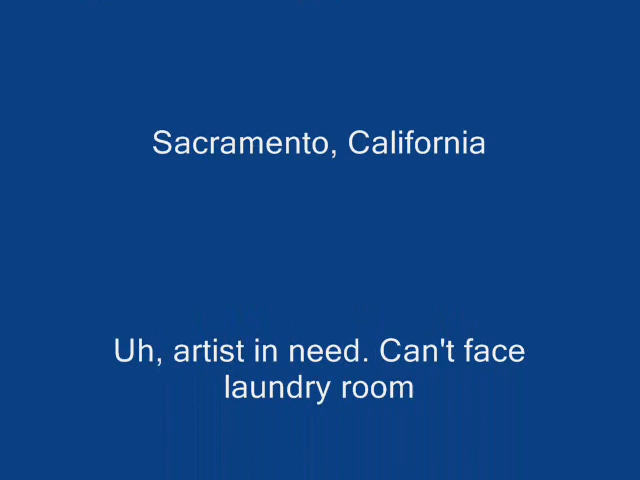 Sacramento, California
Uh, artist in need. Can't face
laundry room